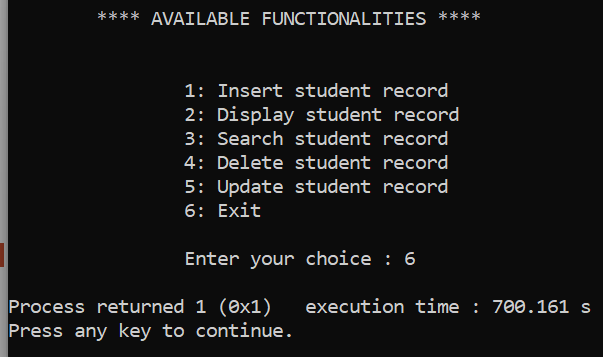 **** AVAILABLE FUNCTIONALITIES ****
1: Insert student record
2: Display student record
3: Search student record
4: Delete student record
5: Update student record
6: Exit
Enter your choice : 6
Process returned 1 (0x1)   execution time : 700.161 s
Press any key to continue.